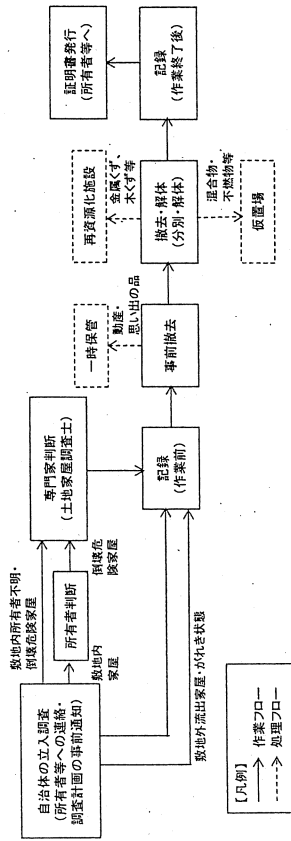 自治体の立入調査
(所有者等への連絡・
調査計画の事前通知)
敷地内所有者不明・
倒壊危険家屋
敷地内
家屋
所有者判断
倒壊危
険家屋
専門家判断
(土地家屋調査士)
敷地外流出家屋・がれき状態
記録
(作業前)
事前撤去
動産・
思い出の品
一時保管
撤去・解体
(分別・解体)
金属くず、
木くず等
再資源化施設
混合物・
不燃物等
仮置場
記録
(作業終了後)
証明書発行
(所有者等へ)
【凡例】
作業フロー
処理フロー